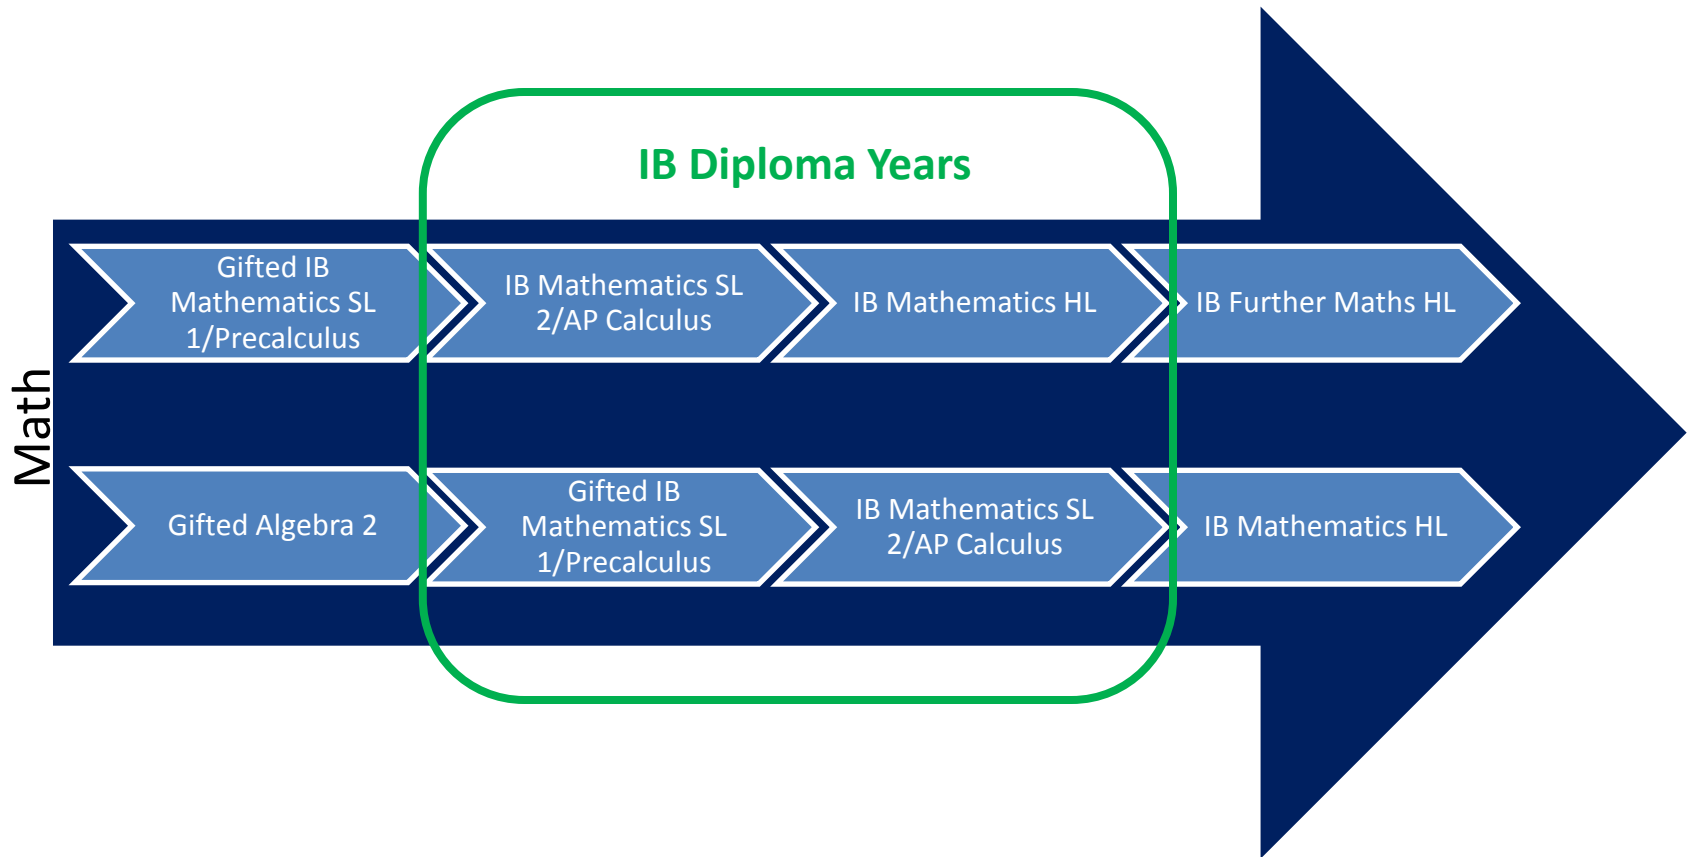 IB Diploma Years
Math
Gifted IB
Mathematics SL
1/Precalculus
IB Mathematics SL
2/AP Calculus
IB Mathematics HL
IB Further Maths HL
Gifted Algebra 2
Gifted IB
Mathematics SL
1/Precalculus
IB Mathematics SL
2/AP Calculus
IB Mathematics HL